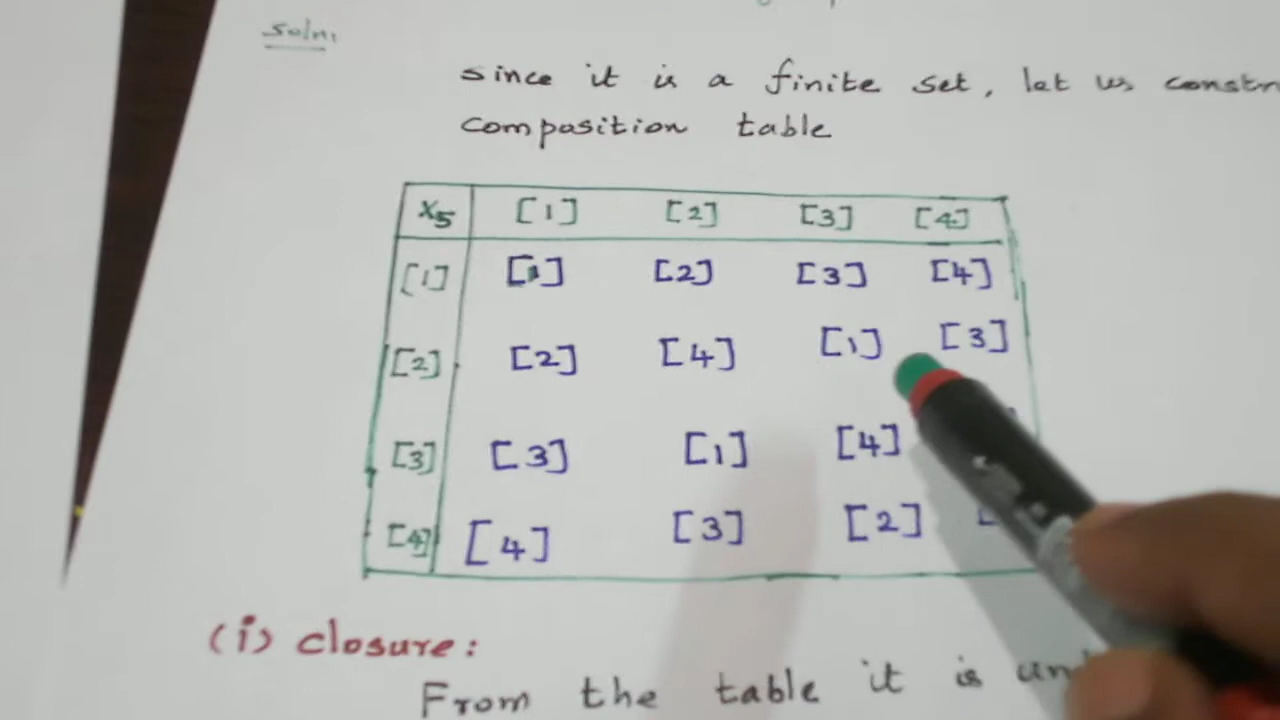 Soln:
since it is a finite set, let us
composition table
X5 [1] [2] [3] [4]
[1] [1] [2] [3] [4]
[2] [2] [4] [1] [3]
[3] [3] [1] [4]
[4] [4] [3] [2]
(i) closure:
From the table it is